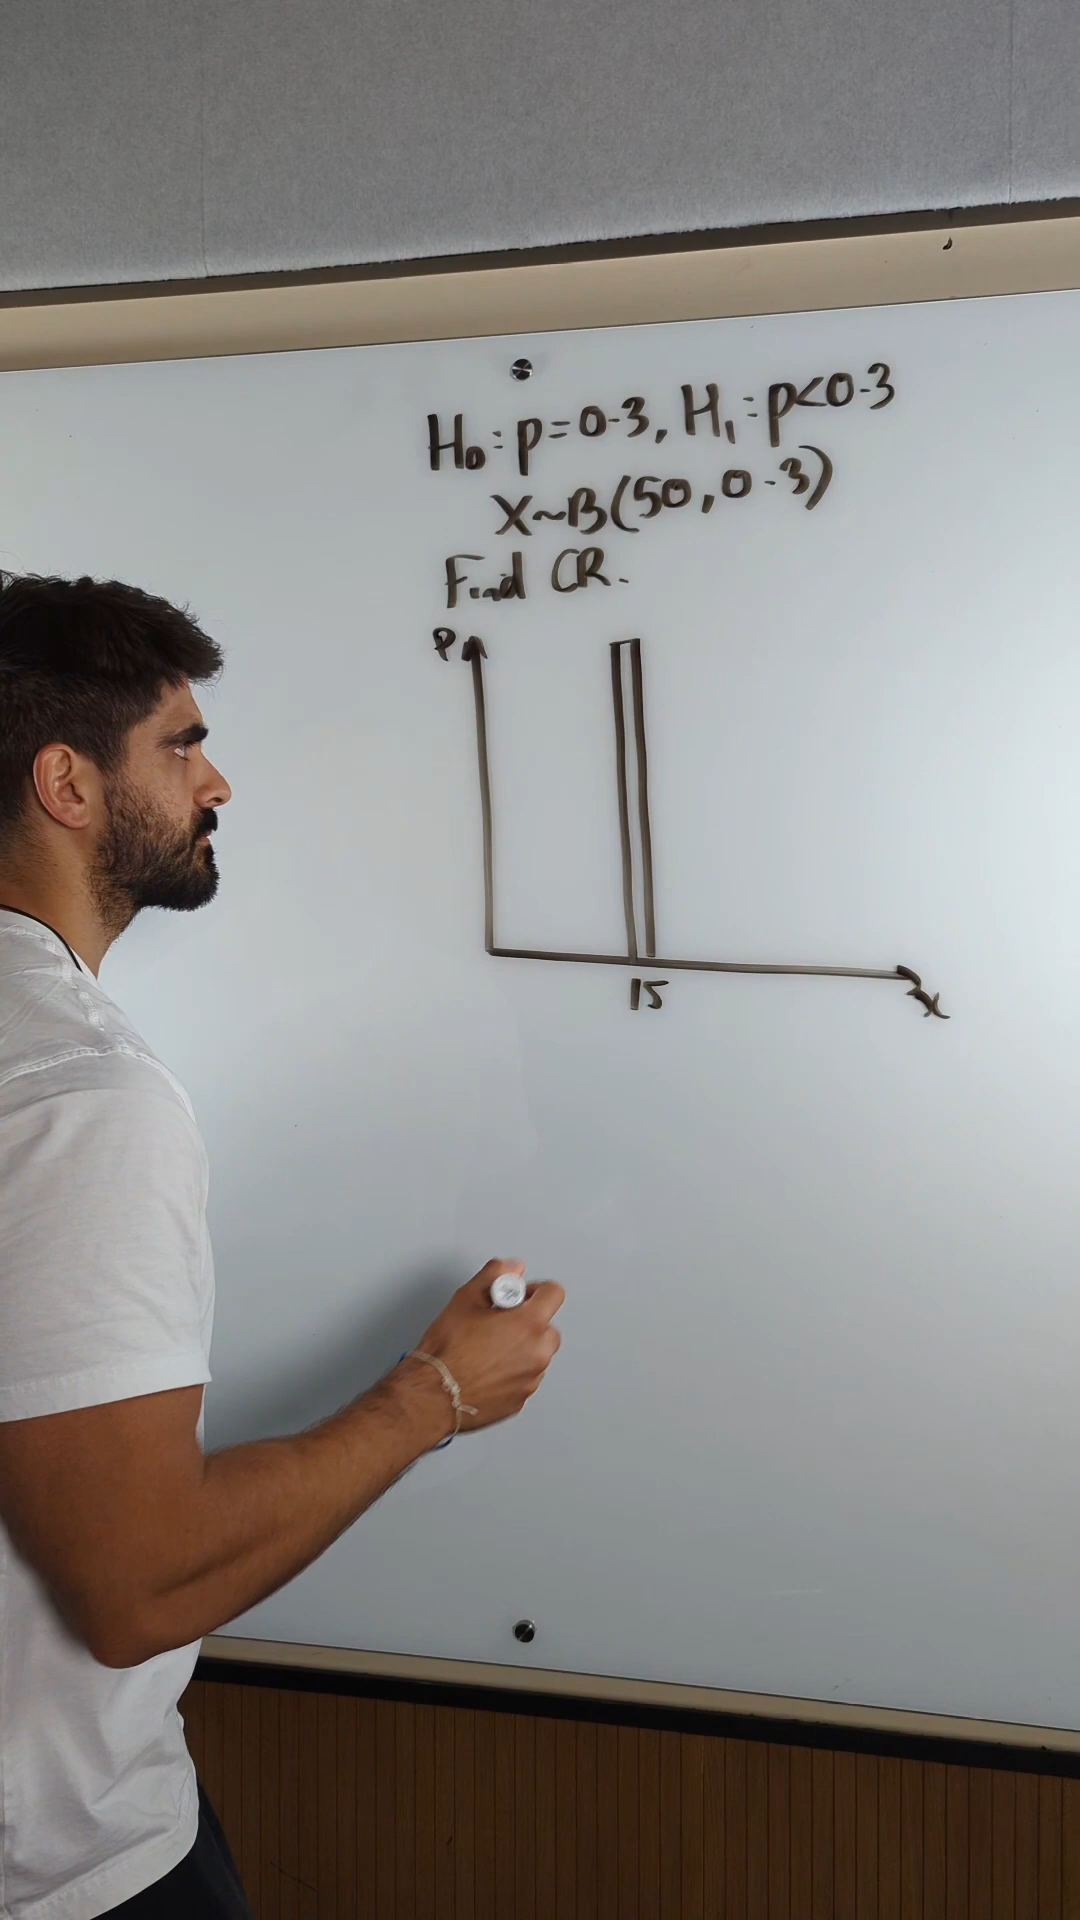 H₀: p=0.3, H₁: p<0.3
X~B(50, 0.3)
Find CR.
P
15
x